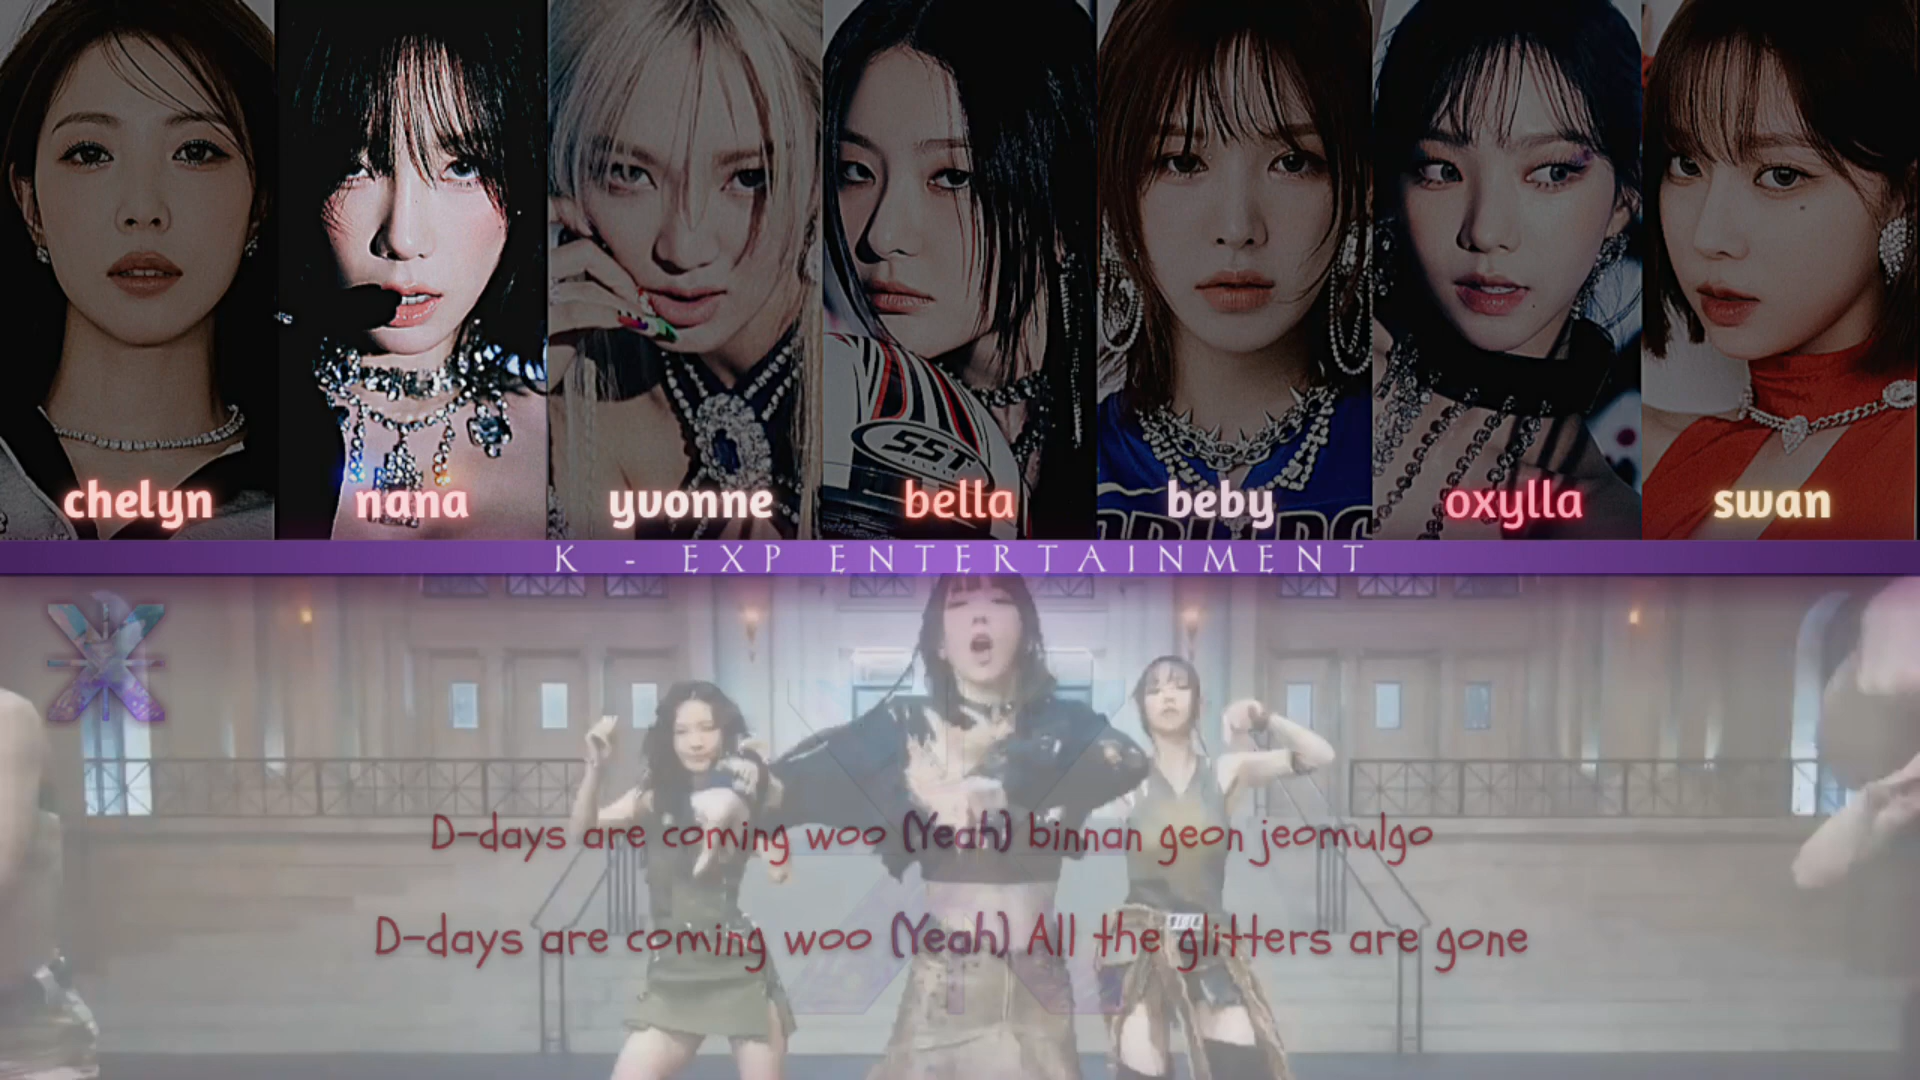 chelyn nana yvonne bella beby oxylla swan
SST
K - EXP ENTERTAINMENT
D-days are coming woo (Yeah) binnan geon jeomulgo
D-days are coming woo (Yeah) All the glitters are gone